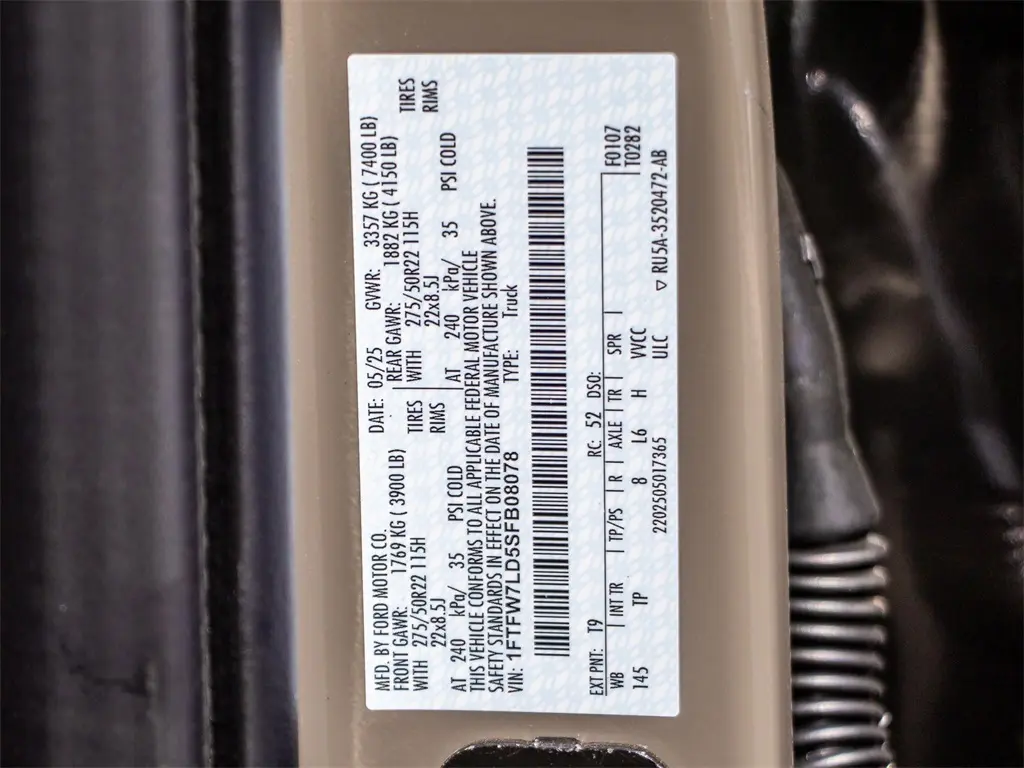 MFD. BY FORD MOTOR CO. DATE: 05/25 GVWR: 3357 KG ( 7400 LB)
FRONT GAWR: 1769 KG ( 3900 LB) REAR GAWR: 1882 KG ( 4150 LB)
WITH 275/50R22 115H TIRES WITH 275/50R22 115H TIRES
22x8.5J RIMS 22x8.5J RIMS
AT 240 kPa/ 35 PSI COLD AT 240 kPa/ 35 PSI COLD
THIS VEHICLE CONFORMS TO ALL APPLICABLE FEDERAL MOTOR VEHICLE
SAFETY STANDARDS IN EFFECT ON THE DATE OF MANUFACTURE SHOWN ABOVE.
VIN: 1FTFW7LD5SFB08078 TYPE: Truck
EXT PNT: T9 RC: 52 DSO: F0107
WB INT TR TP/PS R AXLE TR SPR T0282
145 TP 8 L6 H VVCC
2202505017365 ULC ▽ RU5A-3520472-AB